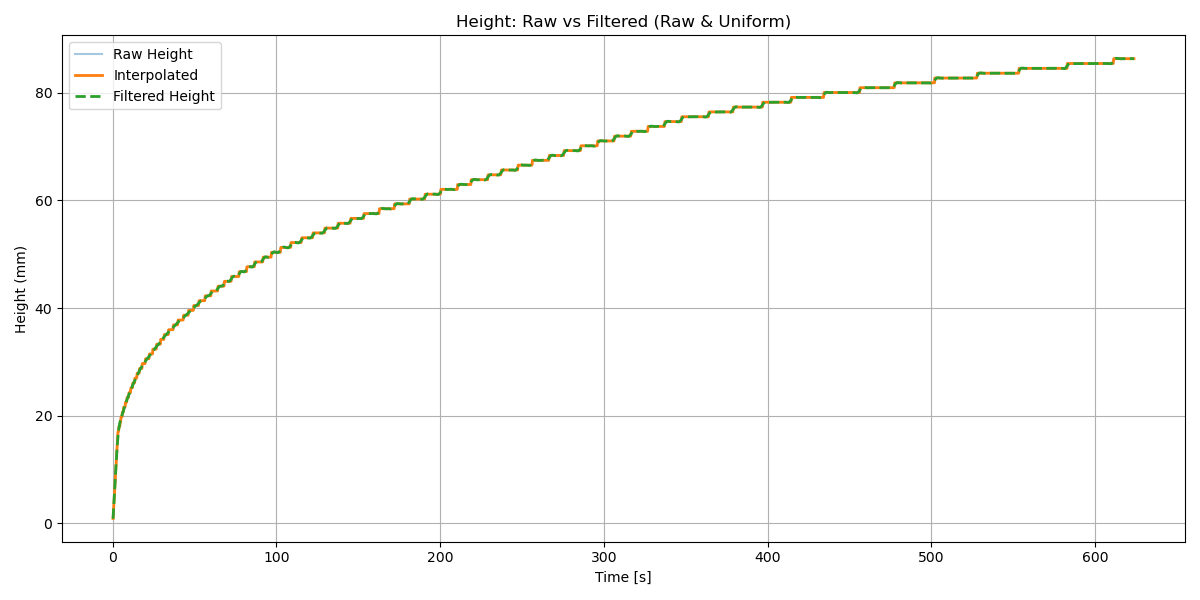 Height: Raw vs Filtered (Raw & Uniform)
Raw Height
Interpolated
Filtered Height
Height (mm)
80
60
40
20
0
0 100 200 300 400 500 600
Time [s]